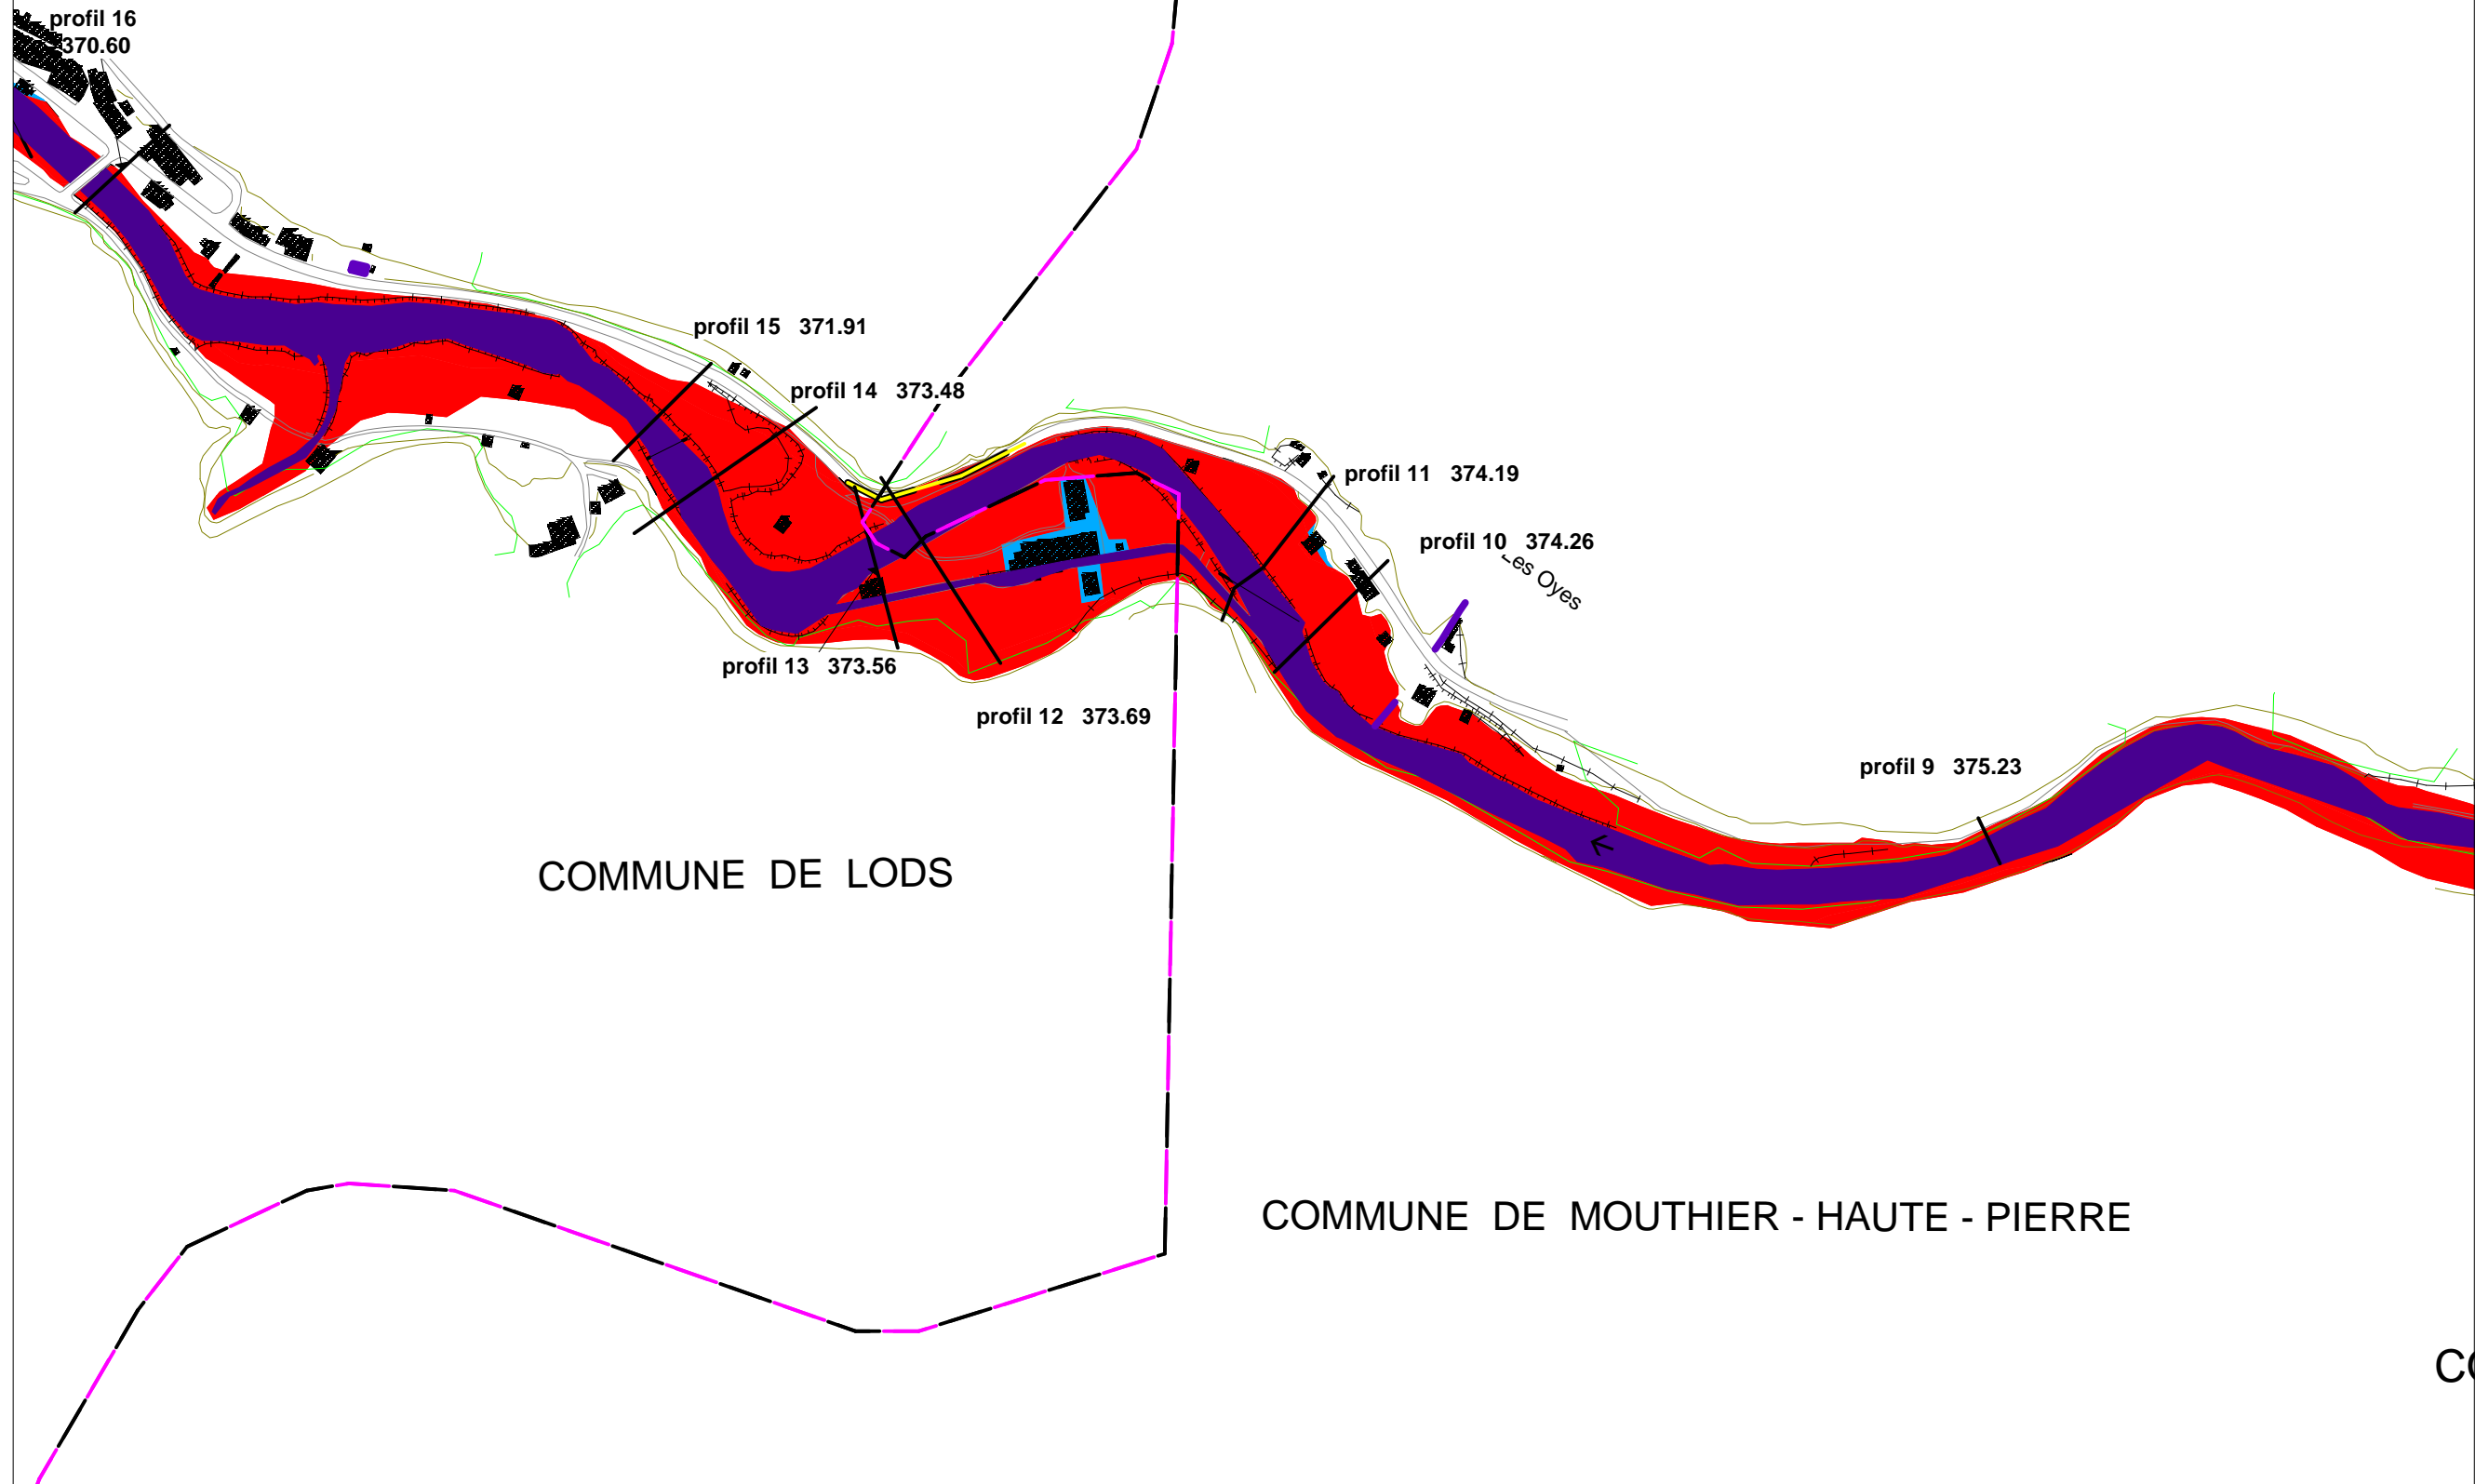 profil 16
370.60
profil 15 371.91
profil 14 373.48
profil 11 374.19
profil 10 374.26
Les Oyes
profil 13 373.56
profil 12 373.69
profil 9 375.23
COMMUNE DE LODS
COMMUNE DE MOUTHIER - HAUTE - PIERRE